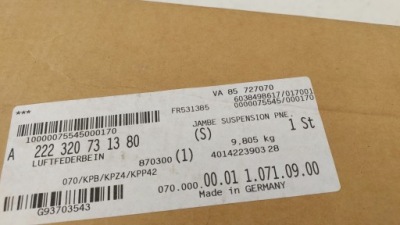 VA 85 727070
*** FR531385 6038498617/017001
10000075545000170 0000075545/000170
JAMBE SUSPENSION PNE.
A 222 320 73 13 80 (S) 1 St
LUFTFEDERBEIN 9,805 kg
870300 (1) 4014223903 2B
070/KPB/KPZ4/KPP42 070.000.00.01 1.071.09.00
G93703543 Made in GERMANY